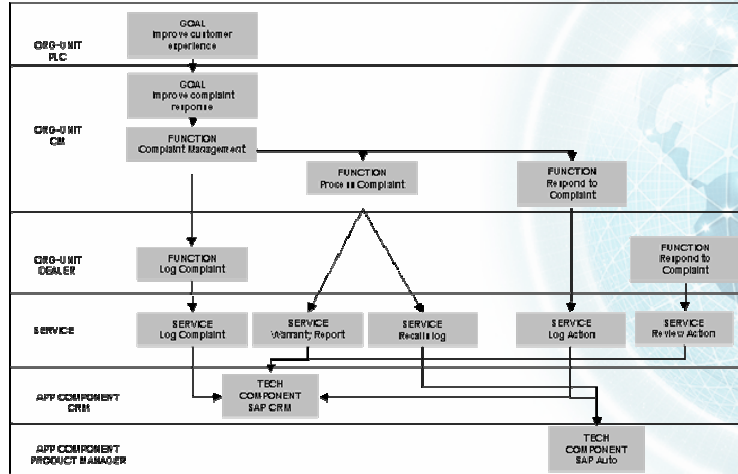 GOAL
Improve customer
experience
ORG-UNIT
PLC
GOAL
Improve complaint
response
ORG-UNIT
FUNCTION
Complaint Management
FUNCTION
Process Complaint
FUNCTION
Respond to
Complaint
ORG-UNIT
DEALER
FUNCTION
Log Complaint
FUNCTION
Respond to
Complaint
SERVICE
SERVICE
Log Complaint
SERVICE
Warranty Report
SERVICE
Recalls log
SERVICE
Log Action
SERVICE
Review Action
APP COMPONENT
CRM
TECH
COMPONENT
SAP CRM
APP COMPONENT
PRODUCT MANAGER
TECH
COMPONENT
SAP Auto